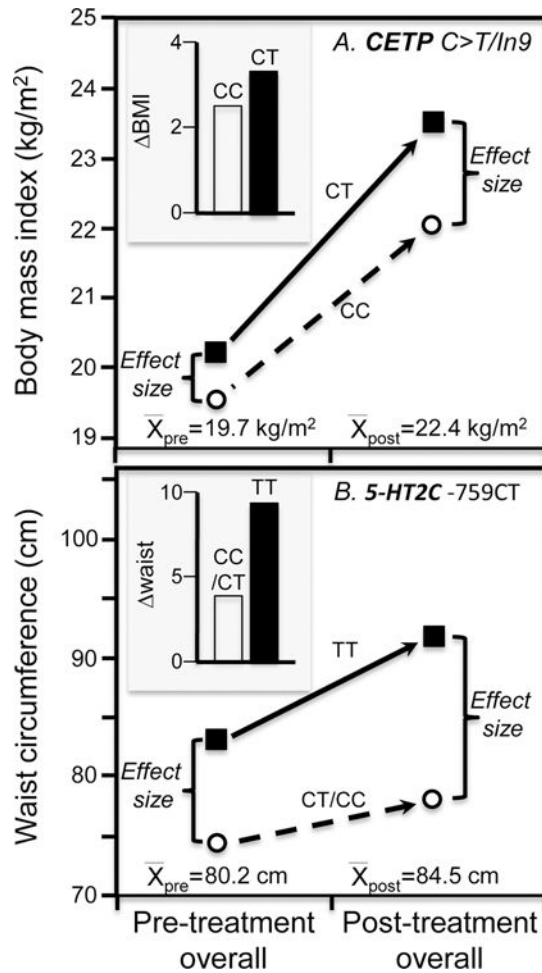 A. CETP C>T/In9
Body mass index (kg/m²)
25
24
23
22
21
20
19
ΔBMI
4
2
0
CC
CT
CT
CC
Effect
size
Effect
size
X̅pre=19.7 kg/m²
X̅post=22.4 kg/m²
B. 5-HT2C -759CT
Waist circumference (cm)
100
90
80
70
Δwaist
10
5
0
CC
/CT
TT
TT
CT/CC
Effect
size
Effect
size
X̅pre=80.2 cm
X̅post=84.5 cm
Pre-treatment
overall
Post-treatment
overall